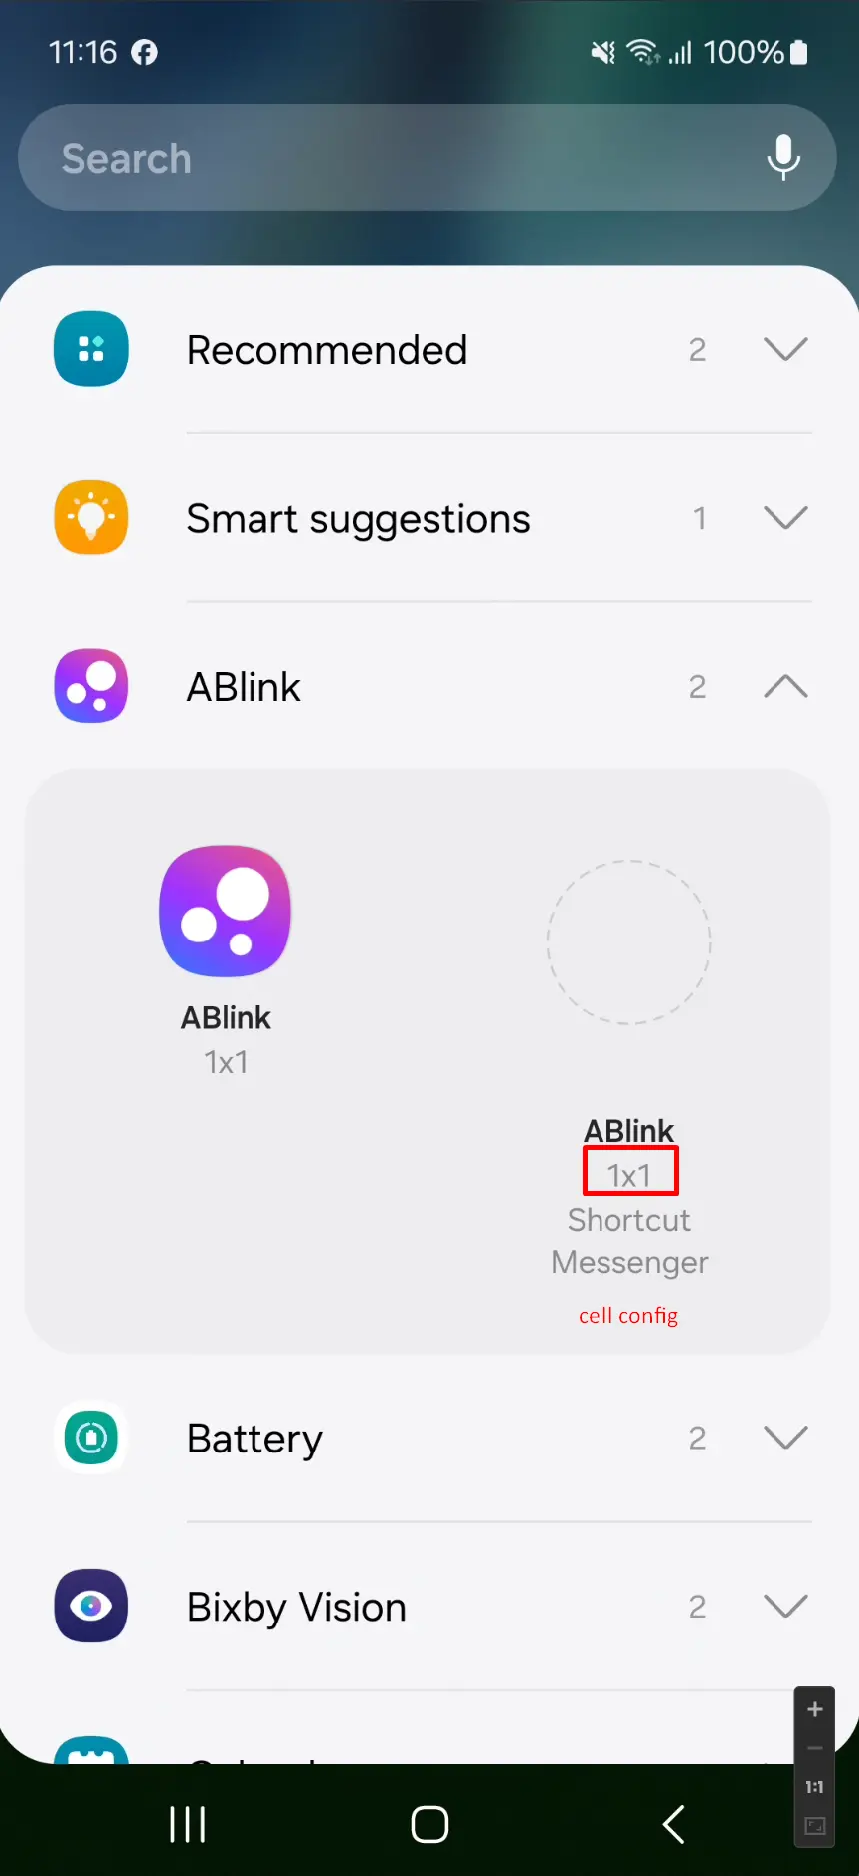 11:16
100%
Search
Recommended 2
Smart suggestions 1
ABlink 2
ABlink
1x1
ABlink
1x1
Shortcut
Messenger
cell config
Battery 2
Bixby Vision 2
1:1